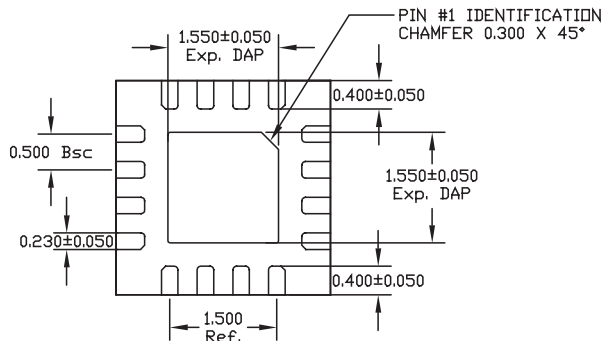 PIN #1 IDENTIFICATION
CHAMFER 0.300 X 45°
1.550±0.050
Exp. DAP
0.400±0.050
0.500 Bsc
1.550±0.050
Exp. DAP
0.230±0.050
0.400±0.050
1.500
Ref.